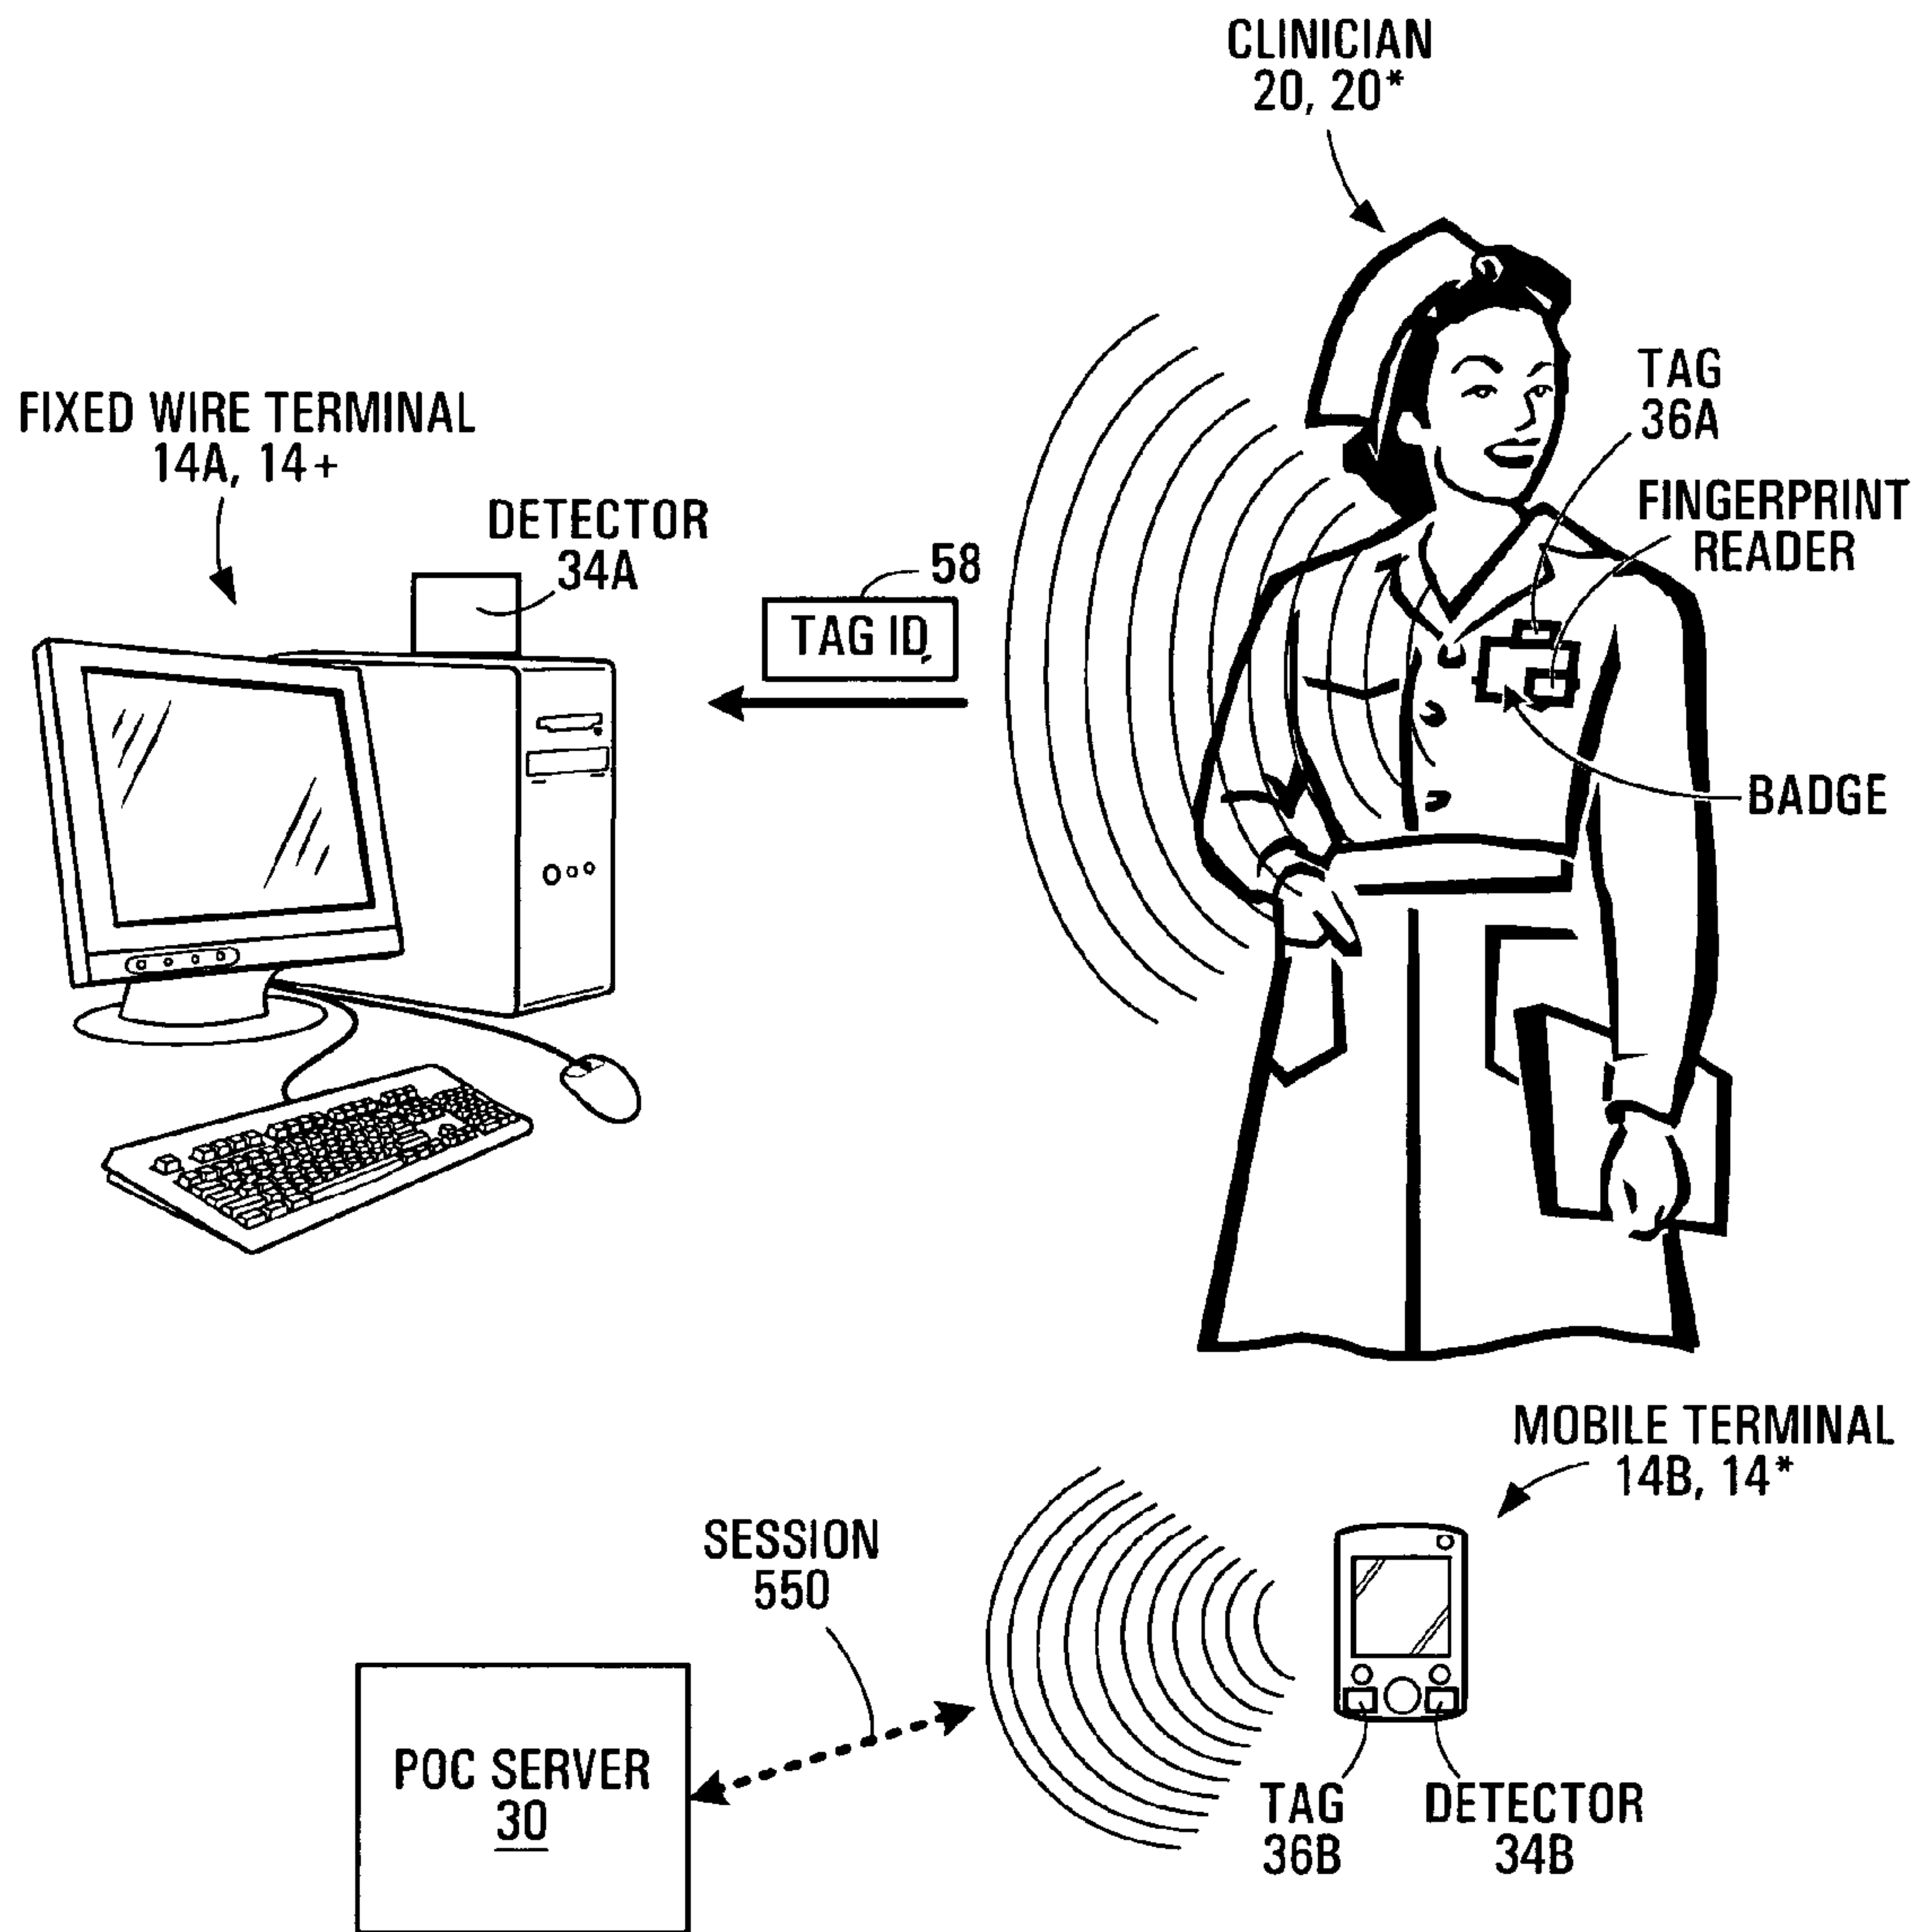 CLINICIAN
20, 20*
TAG
36A
FIXED WIRE TERMINAL
14A, 14+
FINGERPRINT
READER
DETECTOR
34A
58
TAG ID
BADGE
MOBILE TERMINAL
14B, 14*
SESSION
550
POC SERVER
30
TAG
36B
DETECTOR
34B